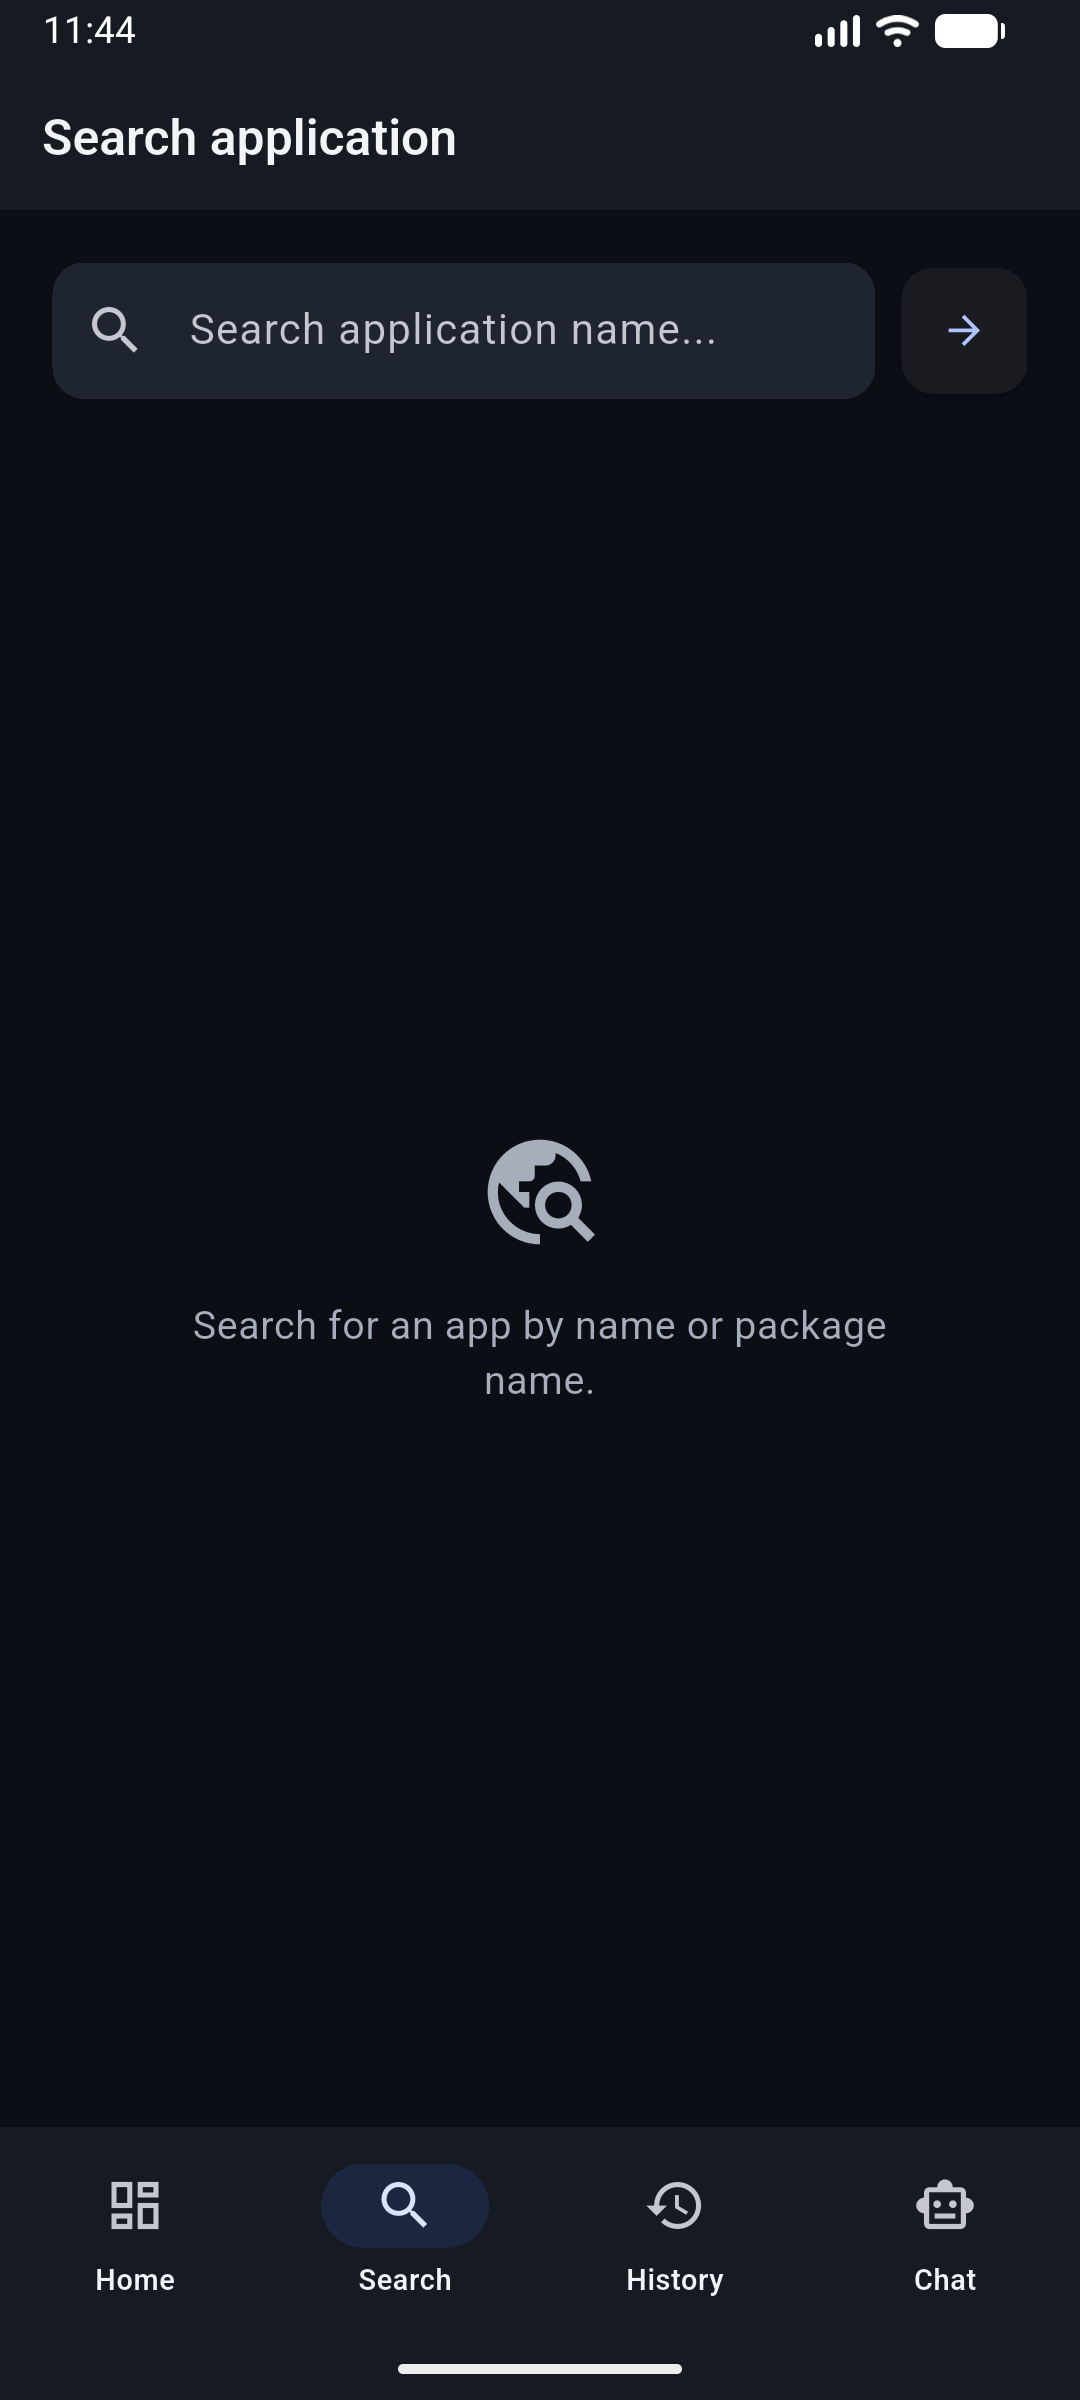 11:44
Search application
Search application name...
Search for an app by name or package
name.
Home
Search
History
Chat